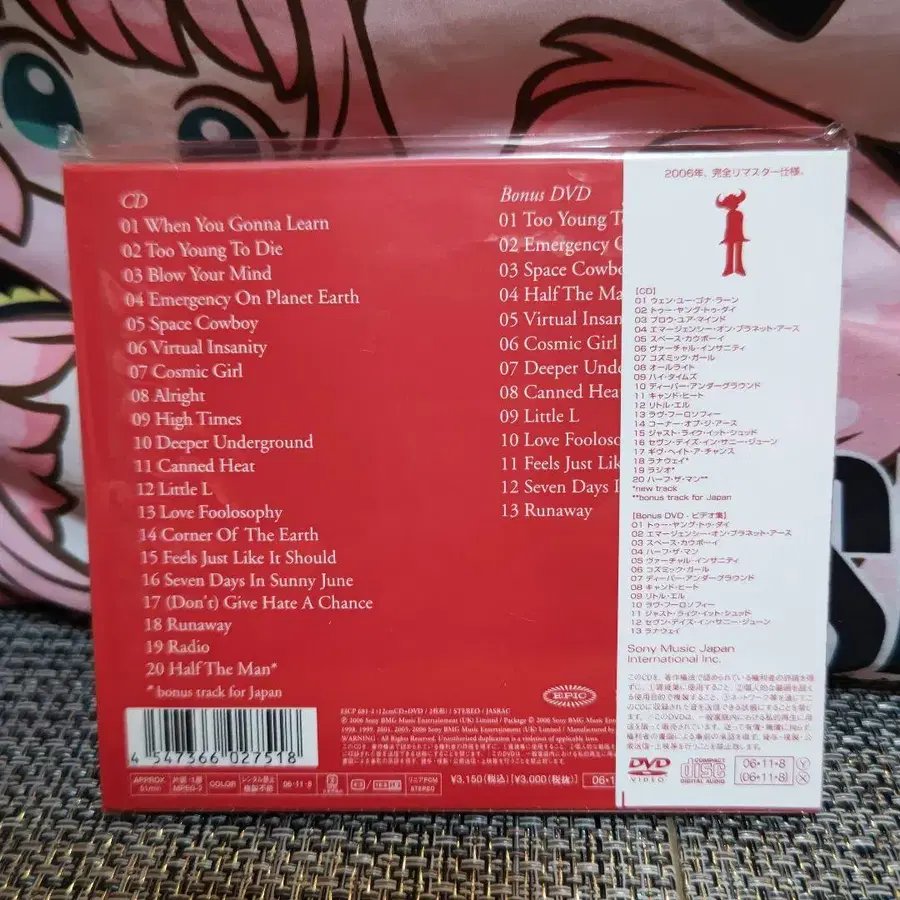 CD
01 When You Gonna Learn
02 Too Young To Die
03 Blow Your Mind
04 Emergency On Planet Earth
05 Space Cowboy
06 Virtual Insanity
07 Cosmic Girl
08 Alright
09 High Times
10 Deeper Underground
11 Canned Heat
12 Little L
13 Love Foolosophy
14 Corner Of The Earth
15 Feels Just Like It Should
16 Seven Days In Sunny June
17 (Don't) Give Hate A Chance
18 Runaway
19 Radio
20 Half The Man*
* bonus track for Japan
Bonus DVD
01 Too Young T
02 Emergency
03 Space Cowbo
04 Half The Ma
05 Virtual Insan
06 Cosmic Girl
07 Deeper Unde
08 Canned Hea
09 Little L
10 Love Fooloso
11 Feels Just Lik
12 Seven Days I
13 Runaway
2006年、完全リマスター仕様。
【CD】
01 ウェン・ユー・ゴナ・ラーン
02 トゥー・ヤング・トゥ・ダイ
03 ブロウ・ユア・マインド
04 エマージェンシー・オン・プラネット・アース
05 スペース・カウボーイ
06 ヴァーチャル・インサニティ
07 コズミック・ガール
08 オールライト
09 ハイ・タイムズ
10 ディーパー・アンダーグラウンド
11 キャンド・ヒート
12 リトル・エル
13 ラヴ・フーロソフィー
14 コーナー・オブ・ジ・アース
15 ジャスト・ライク・イット・シュッド
16 セヴン・デイズ・イン・サニー・ジューン
17 ギヴ・ヘイト・ア・チャンス
18 ラナウェイ*
19 ラジオ*
20 ハーフ・ザ・マン**
*new track
**bonus track for Japan
【Bonus DVD - ビデオ集】
01 トゥー・ヤング・トゥ・ダイ
02 エマージェンシー・オン・プラネット・アース
03 スペース・カウボーイ
04 ハーフ・ザ・マン
05 ヴァーチャル・インサニティ
06 コズミック・ガール
07 ディーパー・アンダーグラウンド
08 キャンド・ヒート
09 リトル・エル
10 ラヴ・フーロソフィー
11 ジャスト・ライク・イット・シュッド
12 セヴン・デイズ・イン・サニー・ジューン
13 ラナウェイ
Sony Music Japan
International Inc.
EPIC
4 547366 027518
COLOR
06·11·8
¥3,150(税込)[¥3,000(税抜)]
06·1
DVD
VIDEO
COMPACT
disc
DIGITAL AUDIO
06·11·8 Y
(06·11·8) X